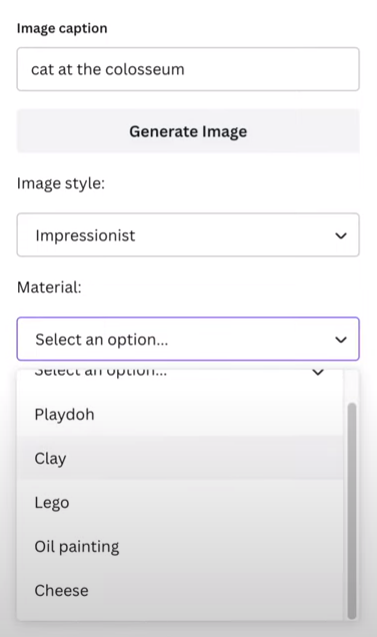 Image caption
cat at the colosseum
Generate Image
Image style:
Impressionist
Material:
Select an option...
Select an option...
Playdoh
Clay
Lego
Oil painting
Cheese